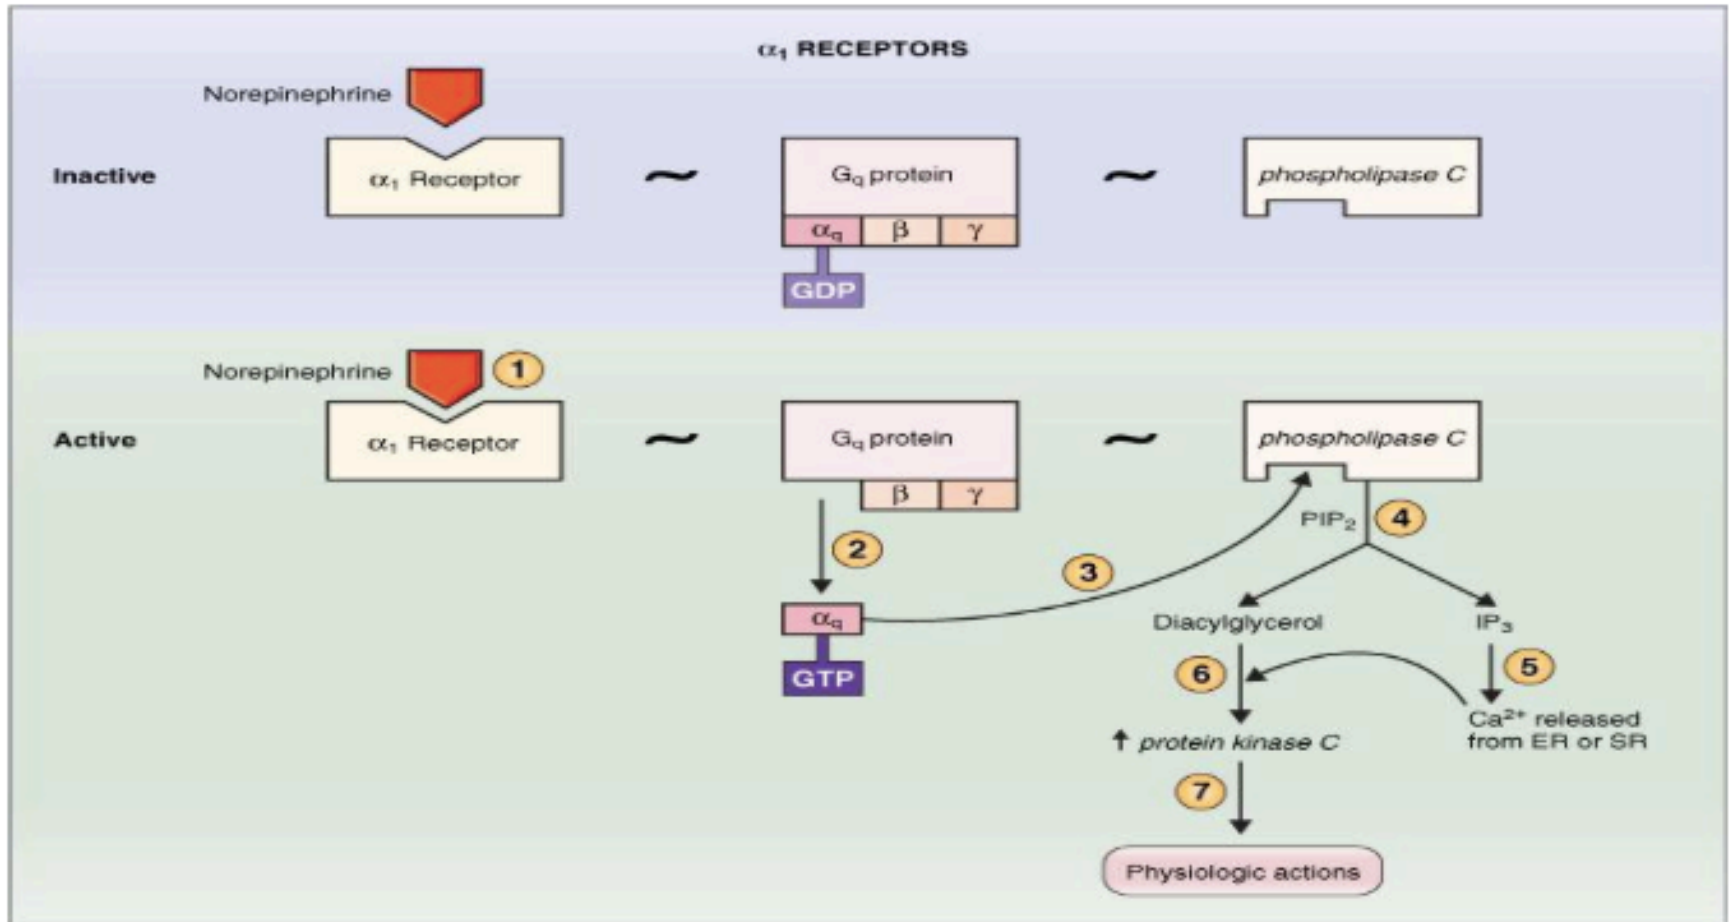 α₁ RECEPTORS
Norepinephrine
Inactive
α₁ Receptor
~
Gq protein
~
phospholipase C
αq
β
γ
GDP
Norepinephrine
1
Active
α₁ Receptor
~
Gq protein
~
phospholipase C
β
γ
2
3
PIP₂
4
αq
GTP
Diacylglycerol
IP₃
6
5
Ca²⁺ released
from ER or SR
↑ protein kinase C
7
Physiologic actions